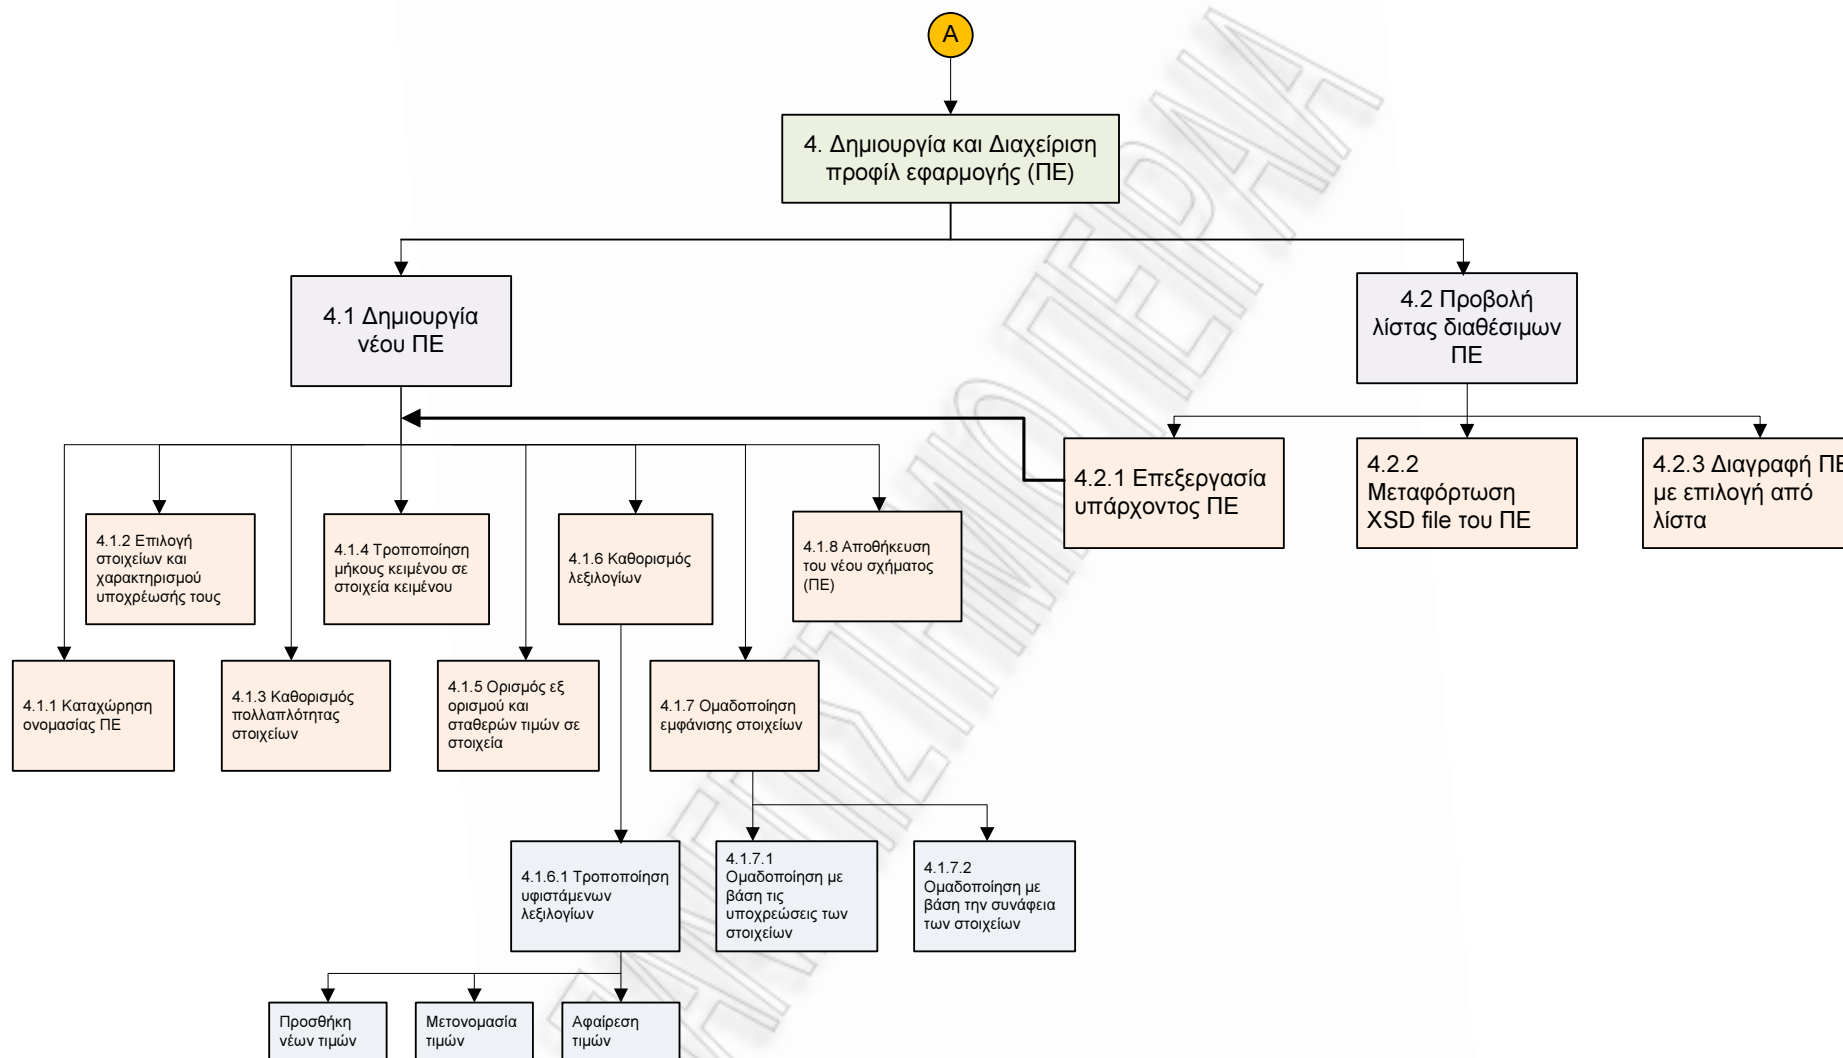 A
4. Δημιουργία και Διαχείριση
προφίλ εφαρμογής (ΠΕ)
4.1 Δημιουργία
νέου ΠΕ
4.2 Προβολή
λίστας διαθέσιμων
ΠΕ
4.2.1 Επεξεργασία
υπάρχοντος ΠΕ
4.2.2
Μεταφόρτωση
XSD file του ΠΕ
4.2.3 Διαγραφή ΠΕ
με επιλογή από
λίστα
4.1.2 Επιλογή
στοιχείων και
χαρακτηρισμού
υποχρέωσής τους
4.1.4 Τροποποίηση
μήκους κειμένου σε
στοιχεία κειμένου
4.1.6 Καθορισμός
λεξιλογίων
4.1.8 Αποθήκευση
του νέου σχήματος
(ΠΕ)
4.1.1 Καταχώρηση
ονομασίας ΠΕ
4.1.3 Καθορισμός
πολλαπλότητας
στοιχείων
4.1.5 Ορισμός εξ
ορισμού και
σταθερών τιμών σε
στοιχεία
4.1.7 Ομαδοποίηση
εμφάνισης στοιχείων
4.1.6.1 Τροποποίηση
υφιστάμενων
λεξιλογίων
4.1.7.1
Ομαδοποίηση με
βάση τις
υποχρεώσεις των
στοιχείων
4.1.7.2
Ομαδοποίηση με
βάση την συνάφεια
των στοιχείων
Προσθήκη
νέων τιμών
Μετονομασία
τιμών
Αφαίρεση
τιμών